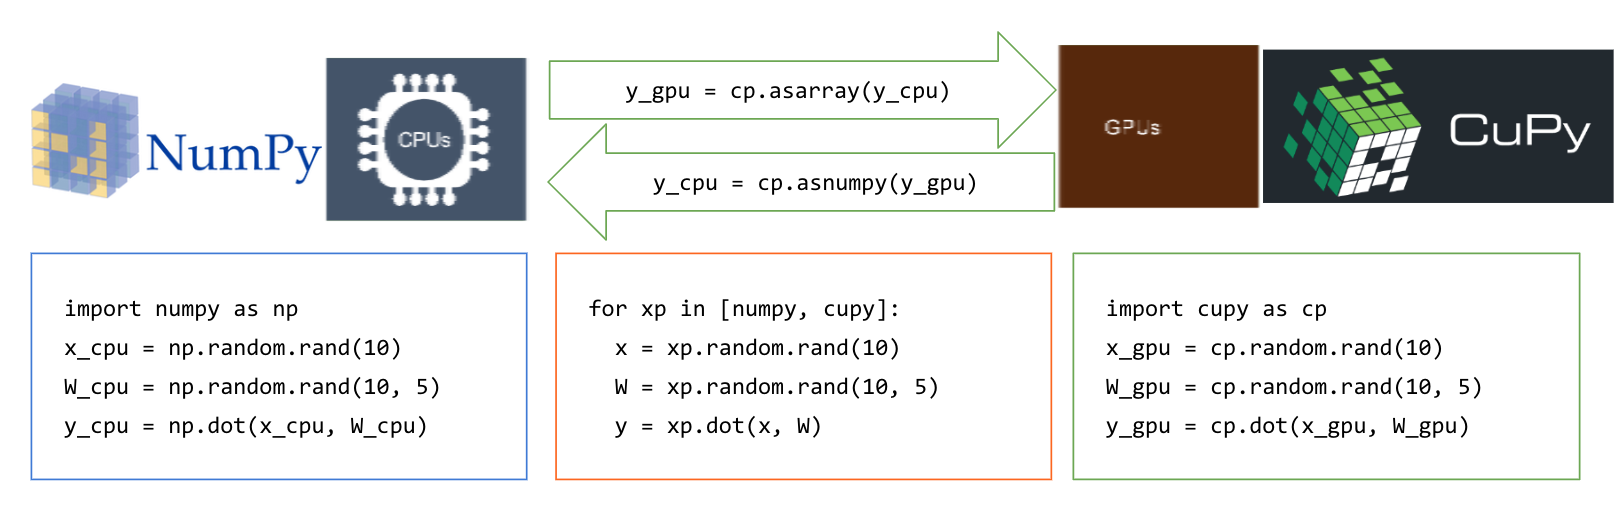 NumPy
CPUs
y_gpu = cp.asarray(y_cpu)
y_cpu = cp.asnumpy(y_gpu)
GPUs
CuPy
import numpy as np
x_cpu = np.random.rand(10)
W_cpu = np.random.rand(10, 5)
y_cpu = np.dot(x_cpu, W_cpu)
for xp in [numpy, cupy]:
  x = xp.random.rand(10)
  W = xp.random.rand(10, 5)
  y = xp.dot(x, W)
import cupy as cp
x_gpu = cp.random.rand(10)
W_gpu = cp.random.rand(10, 5)
y_gpu = cp.dot(x_gpu, W_gpu)